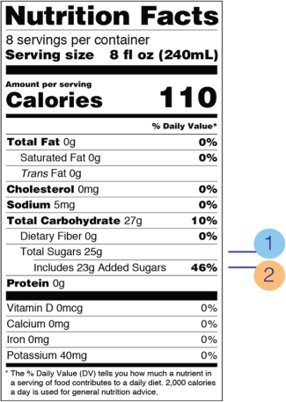 Nutrition Facts
8 servings per container
Serving size 8 fl oz (240mL)
Amount per serving
Calories 110
% Daily Value*
Total Fat 0g 0%
Saturated Fat 0g 0%
Trans Fat 0g
Cholesterol 0mg 0%
Sodium 5mg 0%
Total Carbohydrate 27g 10%
Dietary Fiber 0g 0%
Total Sugars 25g
1
Includes 23g Added Sugars 46%
2
Protein 0g
Vitamin D 0mcg 0%
Calcium 0mg 0%
Iron 0mg 0%
Potassium 40mg 0%
* The % Daily Value (DV) tells you how much a nutrient in
a serving of food contributes to a daily diet. 2,000 calories
a day is used for general nutrition advice.